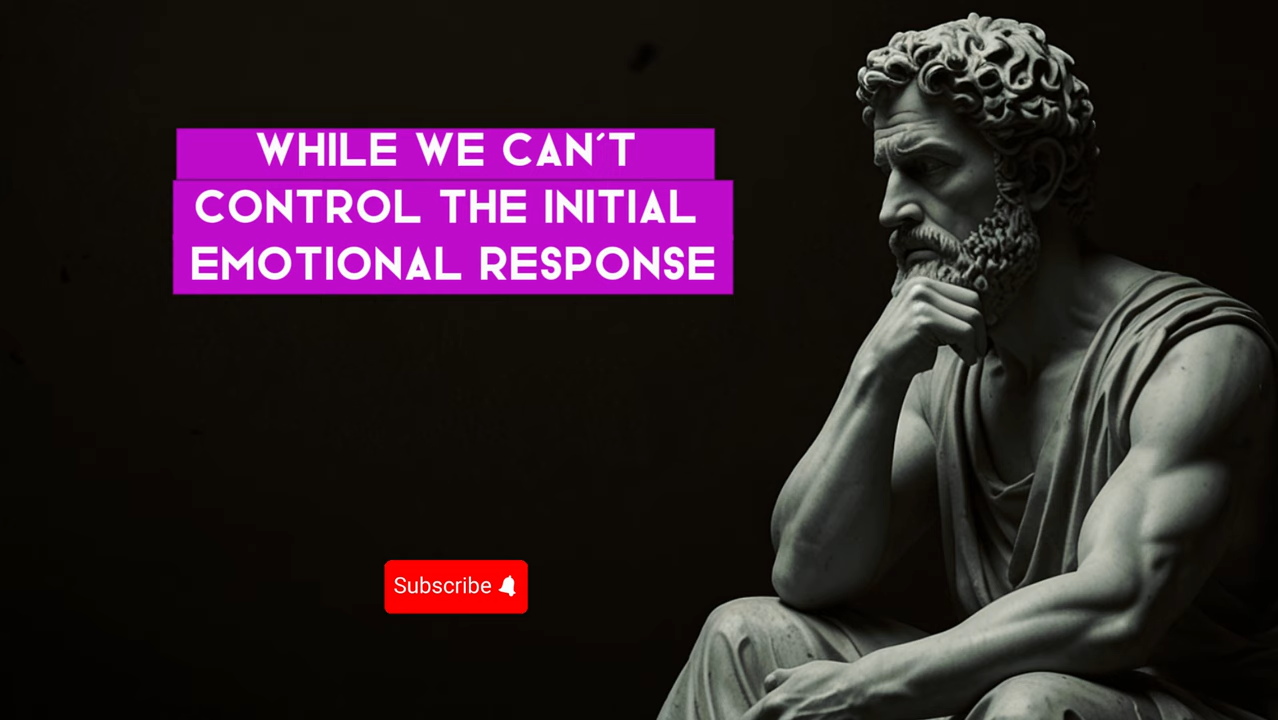 WHILE WE CAN´T
CONTROL THE INITIAL
EMOTIONAL RESPONSE
Subscribe